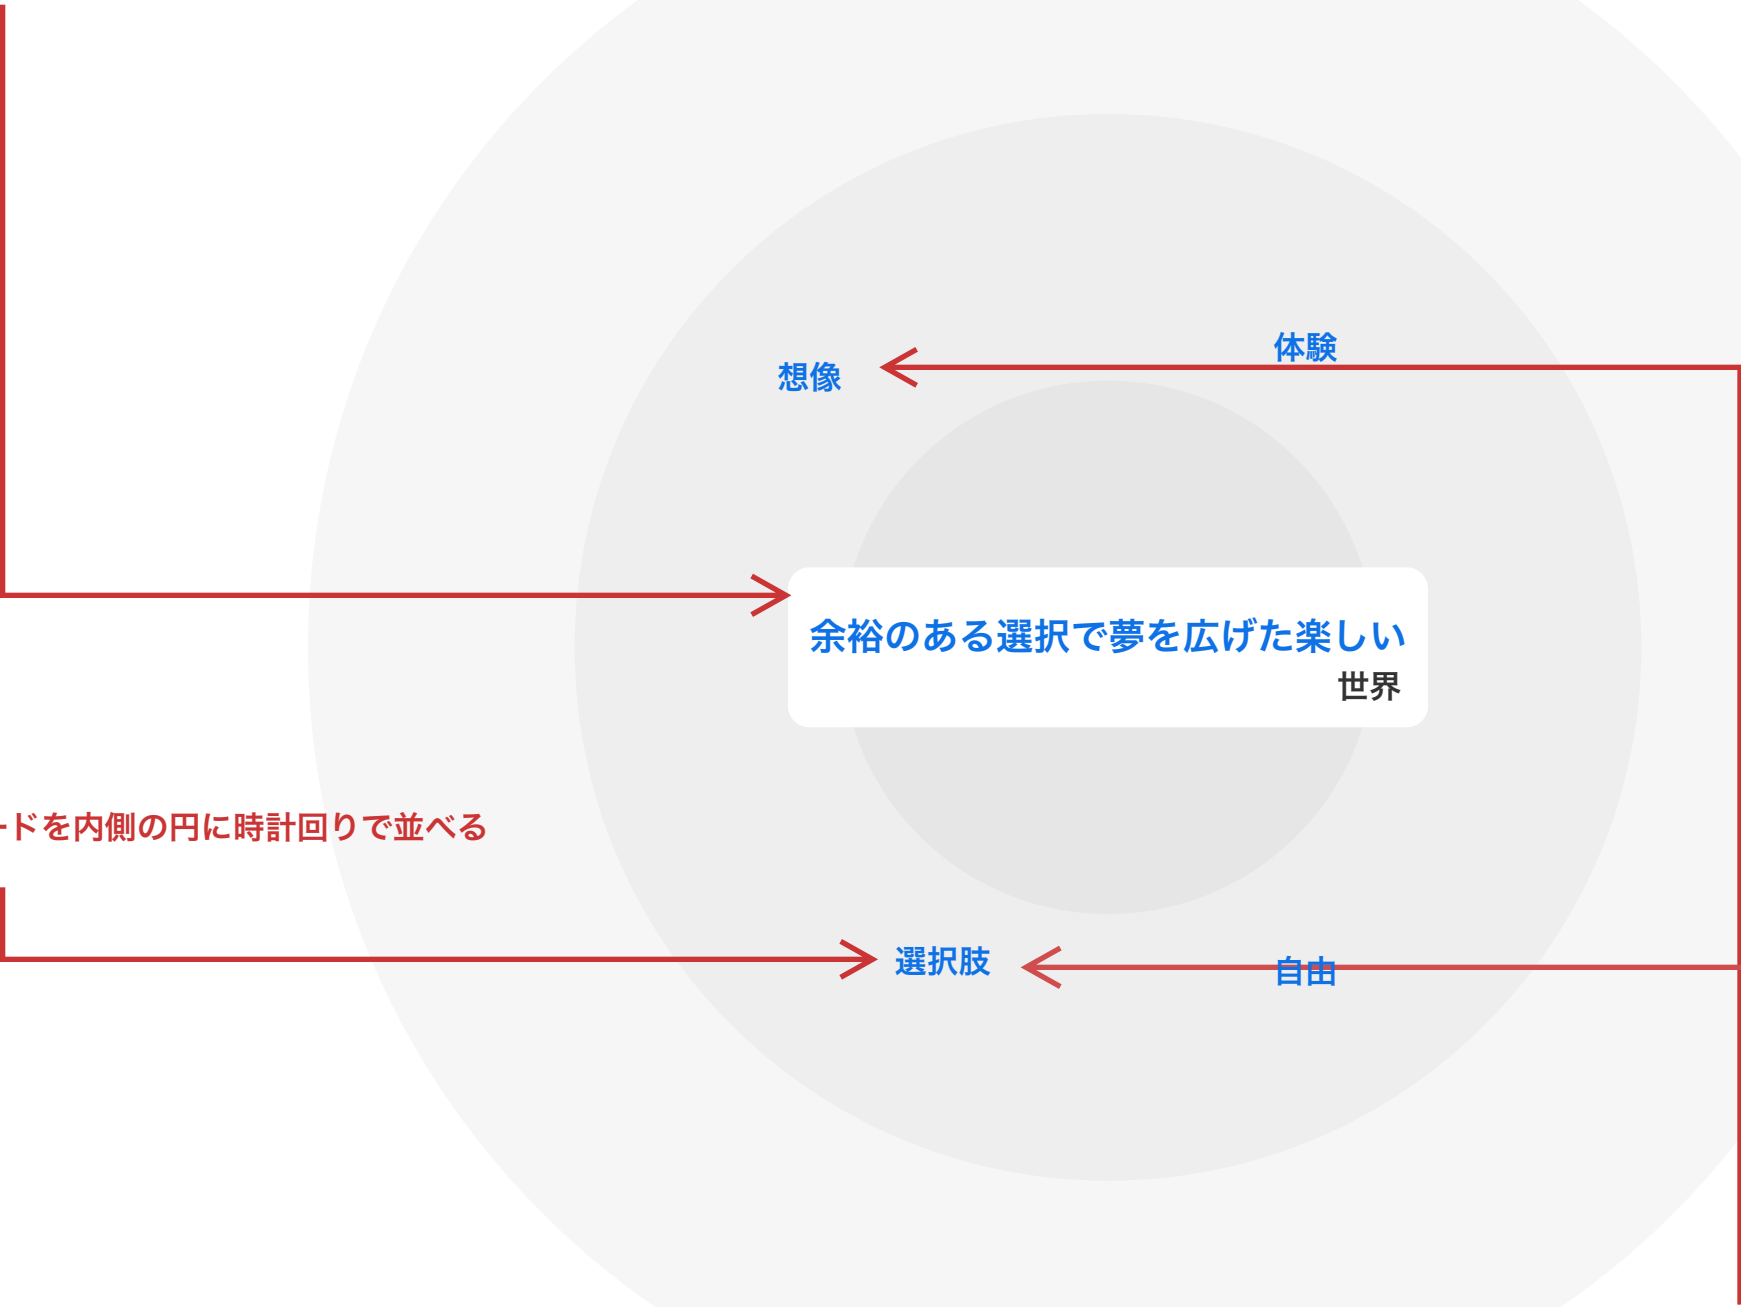 体験
想像
余裕のある選択で夢を広げた楽しい
世界
ードを内側の円に時計回りで並べる
選択肢
自由